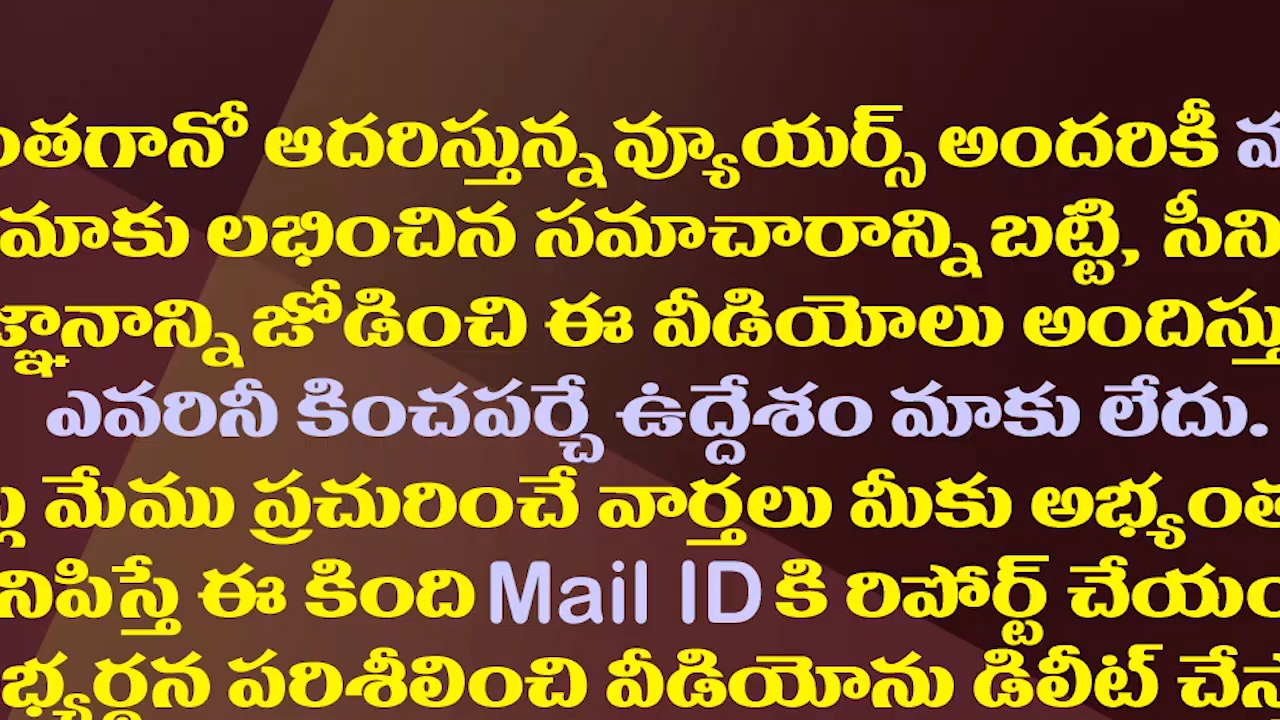 ంతగానో ఆదరిస్తున్న వ్యూయర్స్ అందరికీ
మాకు లభించిన సమాచారాన్ని బట్టి, సీని
జ్ఞానాన్ని జోడించి ఈ వీడియోలు అందిస్తు
ఎవరినీ కించపర్చే ఉద్దేశం మాకు లేదు.
మేము ప్రచురించే వార్తలు మీకు అభ్యంత
నిపిస్తే ఈ కింది Mail ID కి రిపోర్ట్ చేయం
భ్యర్థన పరిశీలించి వీడియోను డిలీట్ చేస